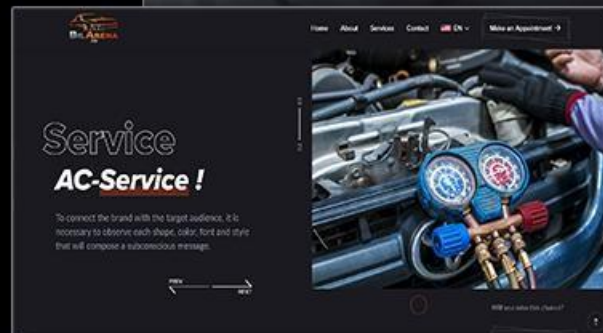 BILARENA
Home About Services Contact EN Make an Appointment
Service
AC-Service !
To connect the brand with the target audience, it is
necessary to observe each shape, color, font and style
that will compose a subconscious message.
PREV
NEXT